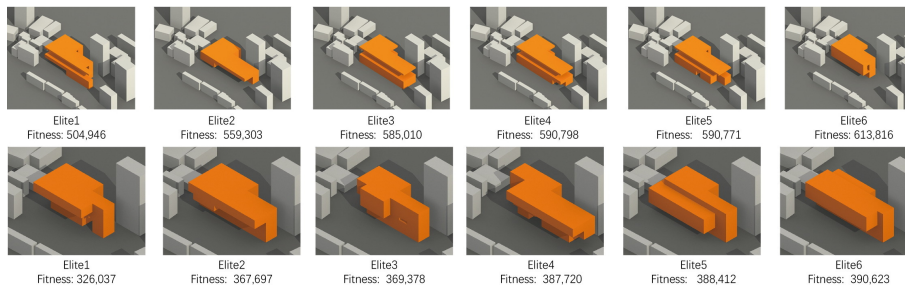 Elite1 Elite2 Elite3 Elite4 Elite5 Elite6
Fitness: 504,946 Fitness: 559,303 Fitness: 585,010 Fitness: 590,798 Fitness: 590,771 Fitness: 613,816
Elite1 Elite2 Elite3 Elite4 Elite5 Elite6
Fitness: 326,037 Fitness: 367,697 Fitness: 369,378 Fitness: 387,720 Fitness: 388,412 Fitness: 390,623